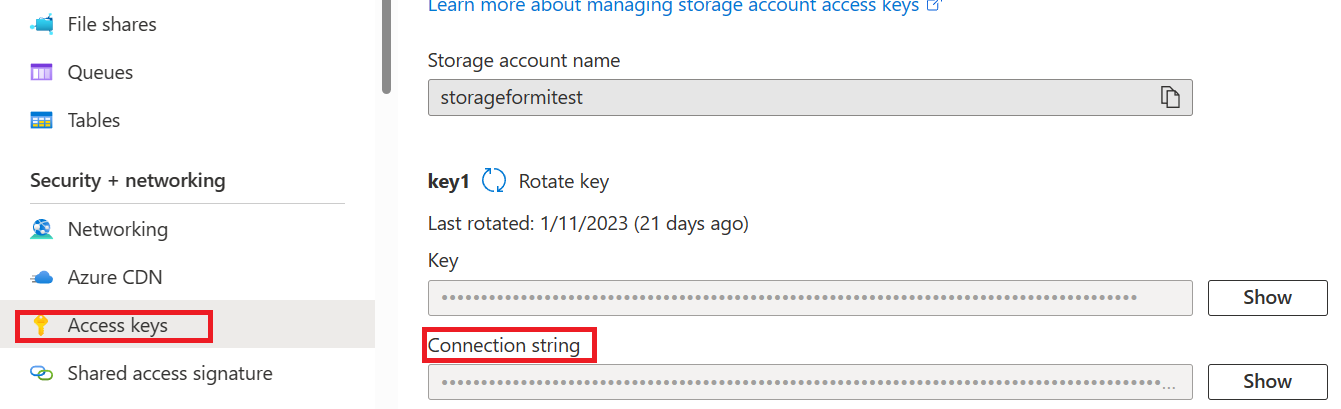 File shares
Queues
Tables
Security + networking
Networking
Azure CDN
Access keys
Shared access signature
Learn more about managing storage account access keys
Storage account name
storageformitest
key1 Rotate key
Last rotated: 1/11/2023 (21 days ago)
Key
•••••••••••••••••••••••••••••••••••••••••••••••••••••••••••••••••••••••••••••••••••••••• Show
Connection string
••••••••••••••••••••••••••••••••••••••••••••••••••••••••••••••••••••••••••••••••••••••••••... Show